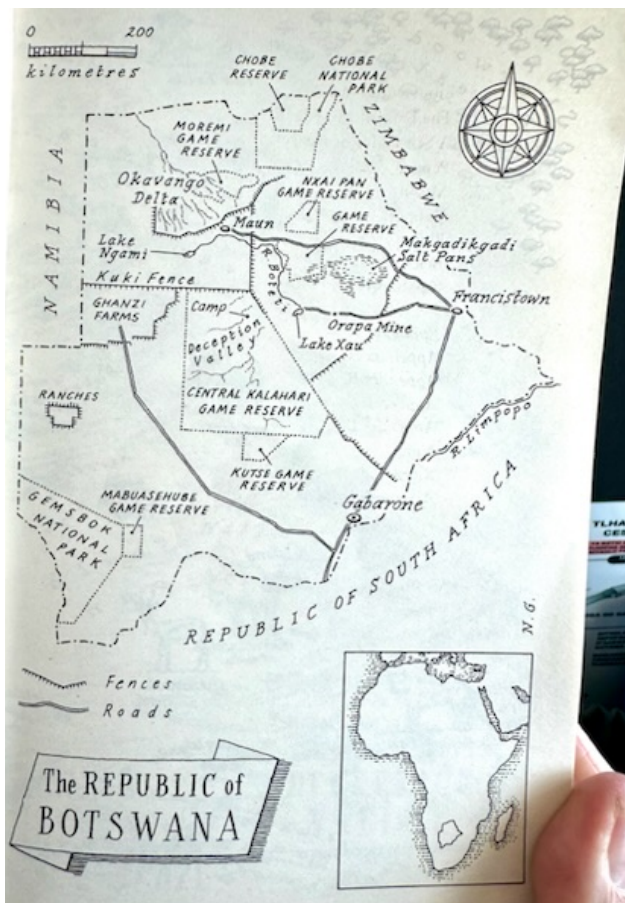 0 200
kilometres
CHOBE
RESERVE
CHOBE
NATIONAL
PARK
ZIMBABWE
NAMIBIA
MOREMI
GAME
RESERVE
Okavango
Delta
NXAI PAN
GAME RESERVE
GAME
RESERVE
Maun
Makgadikgadi
Salt Pans
Lake
Ngami
R. Boteti
Kuki Fence
GHANZI
FARMS
Camp
Deception
Valley
Francistown
Orapa Mine
Lake Xau
RANCHES
CENTRAL KALAHARI
GAME RESERVE
R. Limpopo
KUTSE GAME
RESERVE
MABUASEHUBE
GAME RESERVE
GEMSBOK
NATIONAL
PARK
Gabarone
REPUBLIC OF SOUTH AFRICA
N.G.
Fences
Roads
The REPUBLIC of
BOTSWANA
TLHA